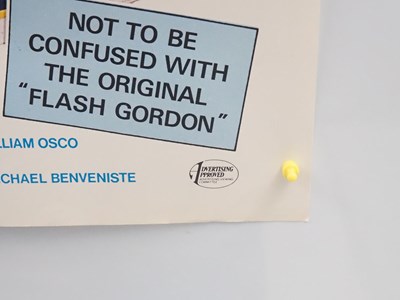 NOT TO BE
CONFUSED WITH
THE ORIGINAL
"FLASH GORDON"
LLIAM OSCO
CHAEL BENVENISTE
ADVERTISING
APPROVED